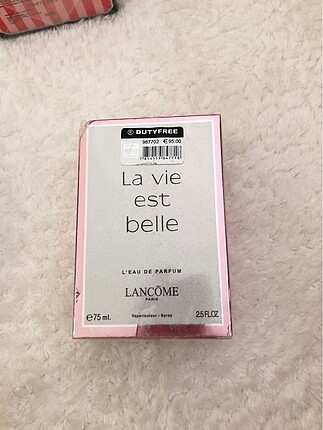 DUTYFREE
987702 €95.00
La vie
est
belle
L'EAU DE PARFUM
LANCÔME
PARIS
Vaporisateur - Spray
e75 ml. 2.5 FL.OZ